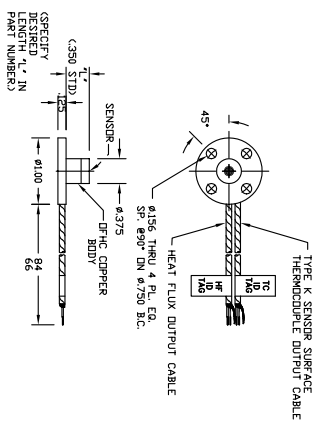 TYPE K SENSOR SURFACE
THERMOCOUPLE OUTPUT CABLE
TC
ID
TAG
HF
ID
TAG
HEAT FLUX OUTPUT CABLE
45°
ø.156 THRU 4 PL. EQ.
SP. @90° ON ø.750 B.C.
SENSOR
ø.375
OFHC COPPER
BODY
"L"
(.350 STD)
.125
ø1.00
84
66
(SPECIFY
DESIRED
LENGTH "L" IN
PART NUMBER)